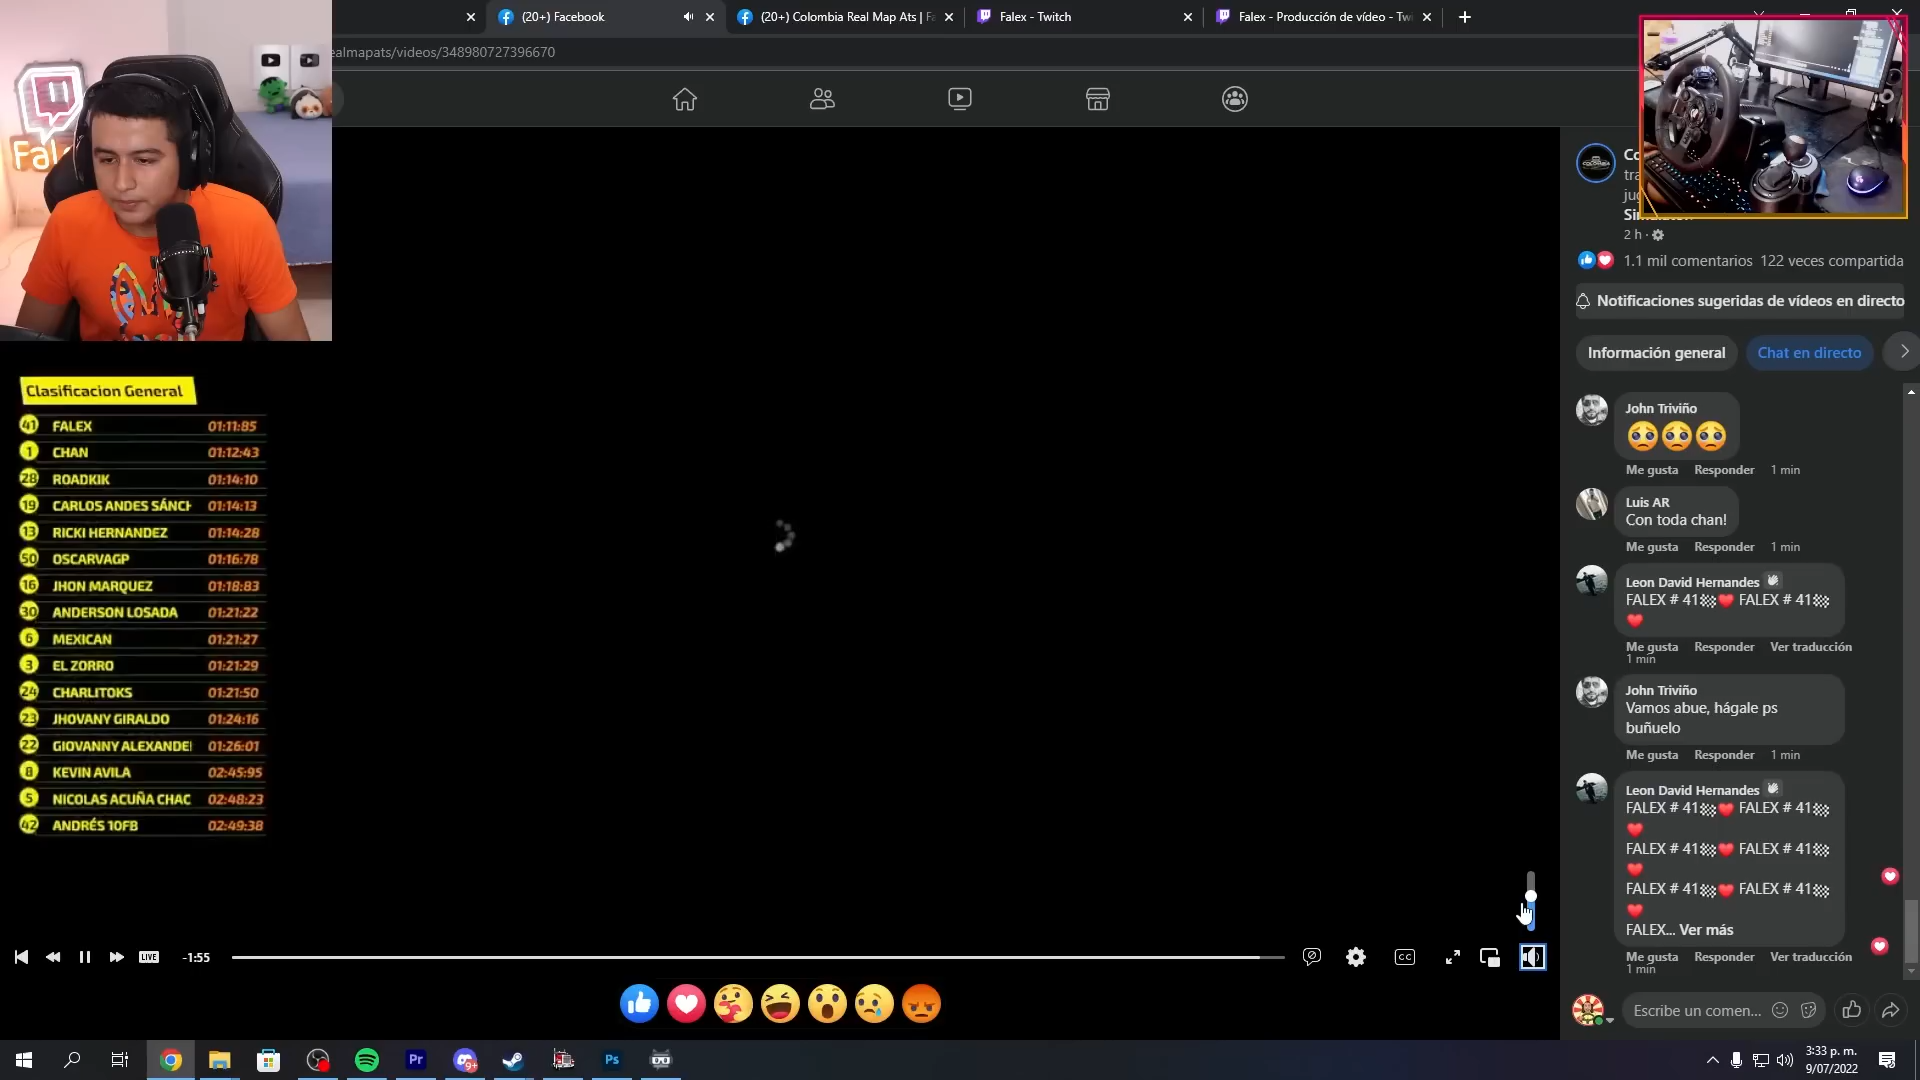 (20+) Facebook
(20+) Colombia Real Map Ats | Fa
Falex - Twitch
Falex - Producción de vídeo - Twi
ealmapats/videos/348980727396670
Fal
Co
tra
jug
2 h ·
1.1 mil comentarios 122 veces compartida
Notificaciones sugeridas de vídeos en directo
Información general
Chat en directo
Clasificacion General
41 FALEX 01:11:85
1 CHAN 01:12:43
28 ROADKIK 01:14:10
19 CARLOS ANDES SÁNCH 01:14:13
13 RICKI HERNANDEZ 01:14:28
50 OSCARVAGP 01:16:78
16 JHON MARQUEZ 01:18:83
30 ANDERSON LOSADA 01:21:22
6 MEXICAN 01:21:27
3 EL ZORRO 01:21:29
24 CHARLITOKS 01:21:50
23 JHOVANY GIRALDO 01:24:16
22 GIOVANNY ALEXANDE 01:26:01
8 KEVIN AVILA 02:45:95
5 NICOLAS ACUÑA CHAC 02:48:23
42 ANDRÉS 10FB 02:49:38
John Triviño
Me gusta Responder 1 min
Luis AR
Con toda chan!
Me gusta Responder 1 min
Leon David Hernandes
FALEX # 41🏁❤️ FALEX # 41🏁
❤️
Me gusta Responder Ver traducción
1 min
John Triviño
Vamos abue, hágale ps
buñuelo
Me gusta Responder 1 min
Leon David Hernandes
FALEX # 41🏁❤️ FALEX # 41🏁
❤️
FALEX # 41🏁❤️ FALEX # 41🏁
❤️
FALEX # 41🏁❤️ FALEX # 41🏁
❤️
FALEX... Ver más
Me gusta Responder Ver traducción
1 min
LIVE
-1:55
CC
Escribe un comen...
Pr
9+
Ps
3:33 p. m.
9/07/2022